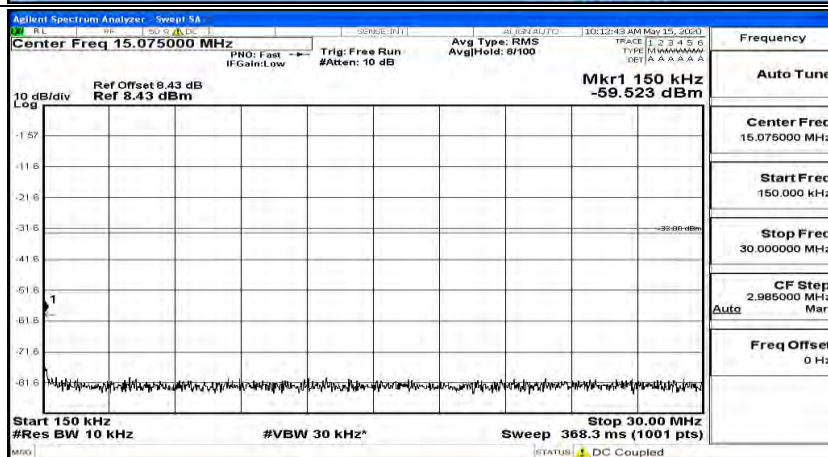 Agilent Spectrum Analyzer - Swept SA
RL RF 50 Ω DC SENSE:INT ALIGN AUTO 10:12:43 AM May 15, 2020
Center Freq 15.075000 MHz
PNO: Fast
IFGain:Low
Trig: Free Run
#Atten: 10 dB
Avg Type: RMS
Avg|Hold: 8/100
TRACE 1 2 3 4 5 6
TYPE MWWWWW
DET A A A A A A
Ref Offset 8.43 dB
10 dB/div Ref 8.43 dBm
Log
Mkr1 150 kHz
-59.523 dBm
-1.57
-11.6
-21.6
-31.6
-33.00 dBm
-41.6
-51.6
1
-61.6
-71.6
-81.6
Start 150 kHz Stop 30.00 MHz
#Res BW 10 kHz #VBW 30 kHz* Sweep 368.3 ms (1001 pts)
MSG STATUS DC Coupled
Frequency
Auto Tune
Center Freq
15.075000 MHz
Start Freq
150.000 kHz
Stop Freq
30.000000 MHz
CF Step
2.985000 MHz
Auto Man
Freq Offset
0 Hz